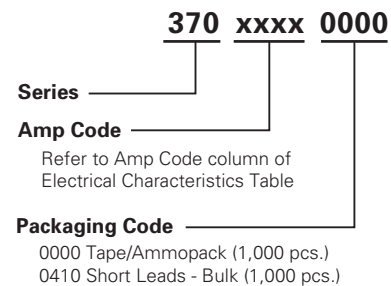 370 xxxx 0000
Series
Amp Code
Refer to Amp Code column of
Electrical Characteristics Table
Packaging Code
0000 Tape/Ammopack (1,000 pcs.)
0410 Short Leads - Bulk (1,000 pcs.)